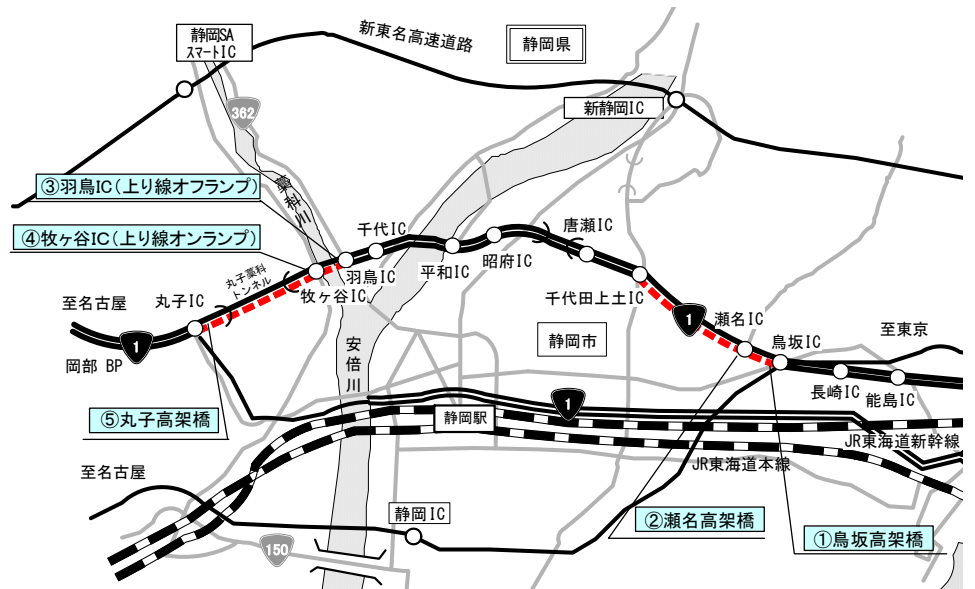 静岡SA
スマートIC
新東名高速道路
静岡県
362
新静岡IC
③羽鳥IC(上り線オフランプ)
藁科川
④牧ヶ谷IC(上り線オンランプ)
千代IC
唐瀬IC
昭府IC
平和IC
羽鳥IC
牧ヶ谷IC
丸子藁科
トンネル
丸子IC
至名古屋
1
岡部 BP
千代田上土IC
1
瀬名IC
鳥坂IC
至東京
静岡市
長崎IC
能島IC
安倍川
⑤丸子高架橋
静岡駅
1
JR東海道新幹線
JR東海道本線
至名古屋
静岡IC
②瀬名高架橋
①鳥坂高架橋
150